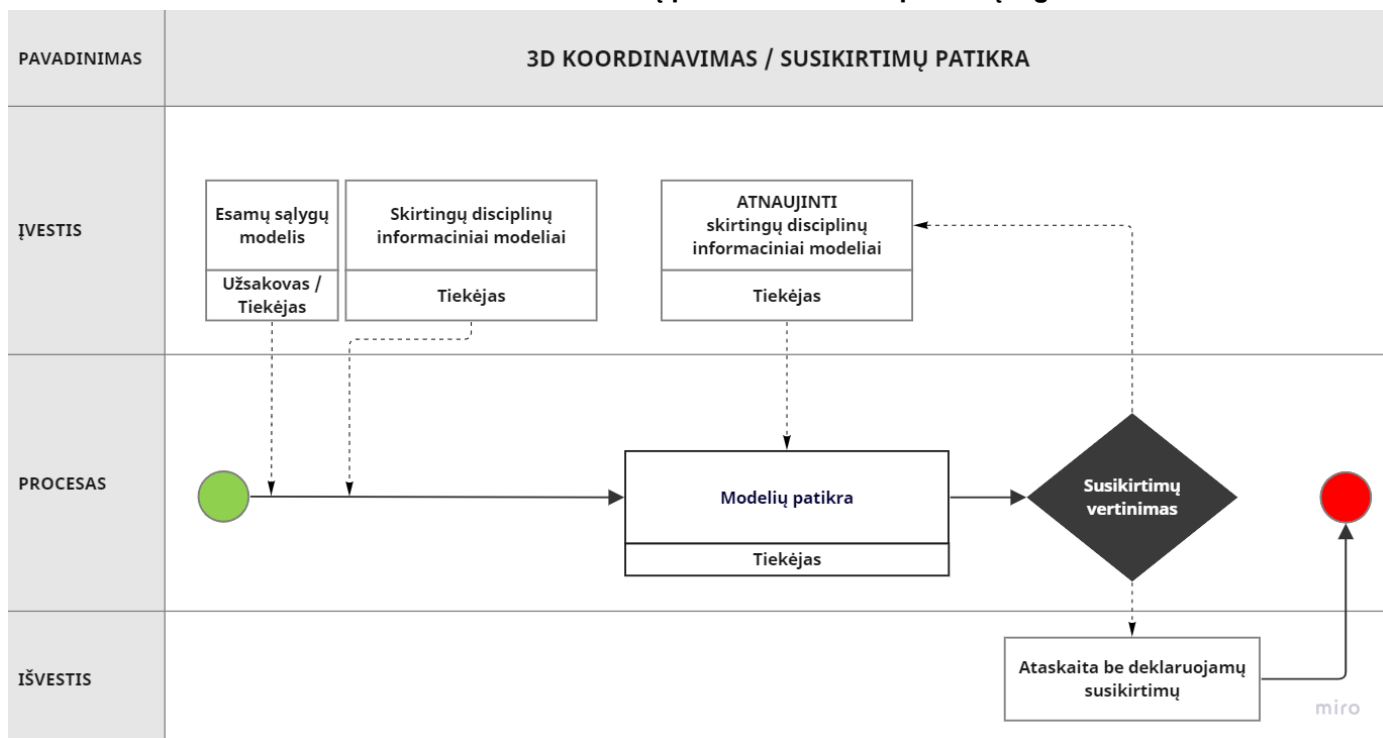 PAVADINIMAS
3D KOORDINAVIMAS / SUSIKIRTIMŲ PATIKRA
ĮVESTIS
Esamų sąlygų
modelis
Užsakovas /
Tiekėjas
Skirtingų disciplinų
informaciniai modeliai
Tiekėjas
ATNAUJINTI
skirtingų disciplinų
informaciniai modeliai
Tiekėjas
PROCESAS
Modelių patikra
Tiekėjas
Susikirtimų
vertinimas
IŠVESTIS
Ataskaita be deklaruojamų
susikirtimų
miro